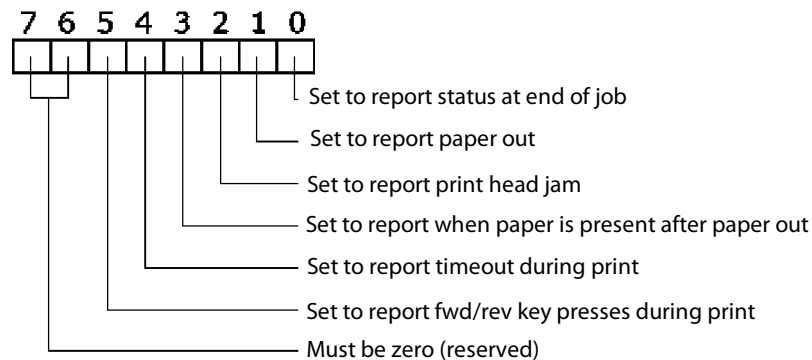 7 6 5 4 3 2 1 0
Set to report status at end of job
Set to report paper out
Set to report print head jam
Set to report when paper is present after paper out
Set to report timeout during print
Set to report fwd/rev key presses during print
Must be zero (reserved)